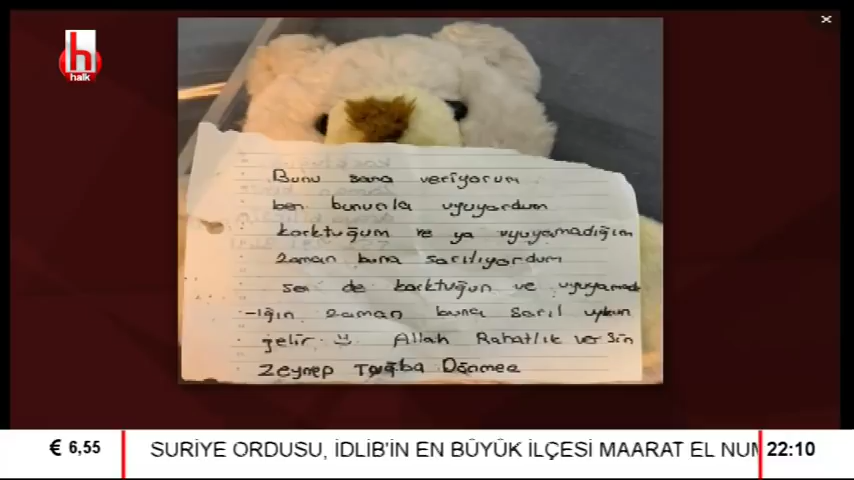 h
halk
Bunu sana veriyorum
ben bununla uyuyordum
korktuğum ve ya uyuyamadığım
zaman buna sarılıyordum
sen de korktuğun ve uyuyamad
-ığın zaman buna sarıl uykun
gelir Allah Rahatlık versin
Zeynep Tuğba Dönmez
€ 6,55
SURİYE ORDUSU, İDLİB'İN EN BÜYÜK İLÇESİ MAARAT EL NUM
22:10